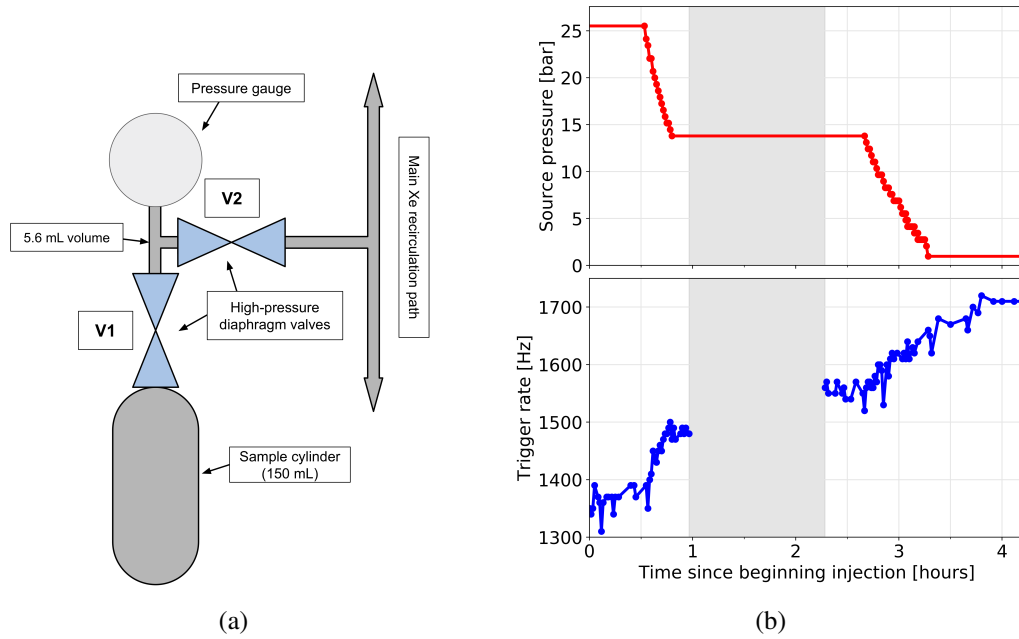 Pressure gauge
V2
5.6 mL volume
Main Xe recirculation path
High-pressure
diaphragm valves
V1
Sample cylinder
(150 mL)
(a)
25
20
15
10
5
0
Source pressure [bar]
1700
1600
1500
1400
1300
Trigger rate [Hz]
0 1 2 3 4
Time since beginning injection [hours]
(b)